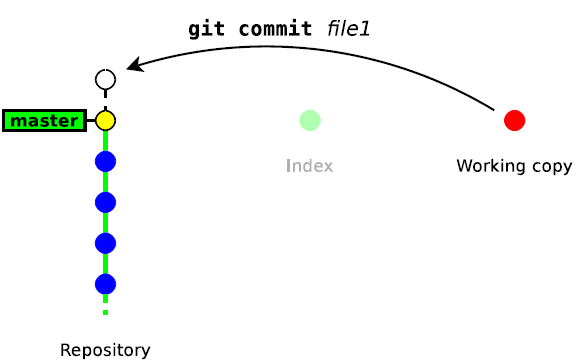 git commit file1
master
Index
Working copy
Repository